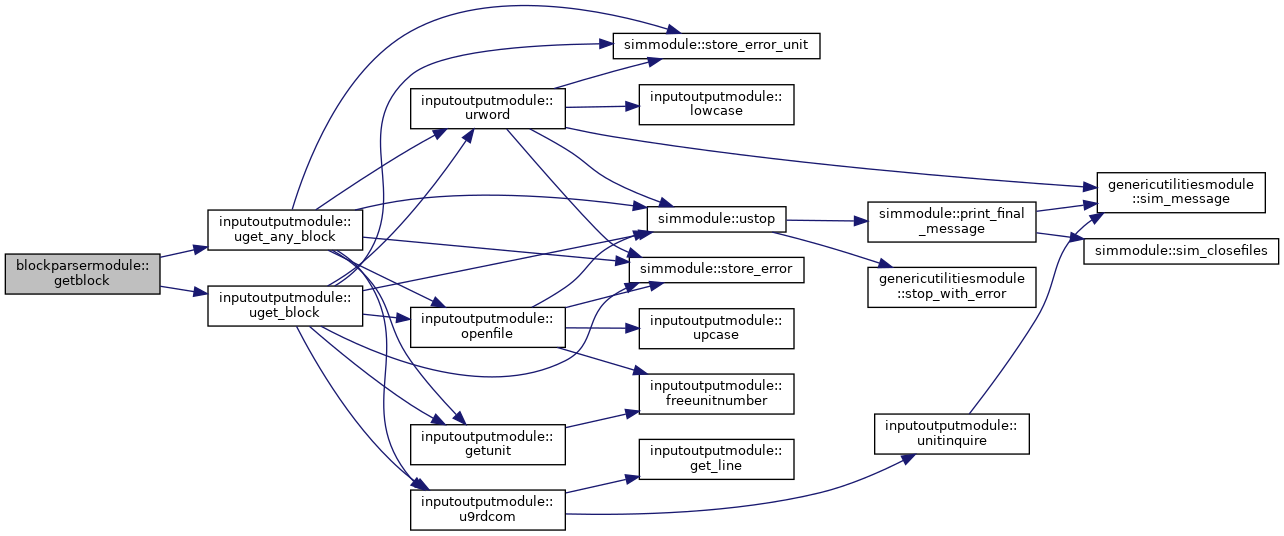 blockparsermodule::
getblock
inputoutputmodule::
uget_any_block
inputoutputmodule::
uget_block
inputoutputmodule::
urword
inputoutputmodule::
openfile
inputoutputmodule::
getunit
inputoutputmodule::
u9rdcom
simmodule::store_error_unit
inputoutputmodule::
lowcase
simmodule::ustop
simmodule::store_error
inputoutputmodule::
upcase
inputoutputmodule::
freeunitnumber
inputoutputmodule::
get_line
simmodule::print_final
_message
genericutilitiesmodule
::stop_with_error
inputoutputmodule::
unitinquire
genericutilitiesmodule
::sim_message
simmodule::sim_closefiles